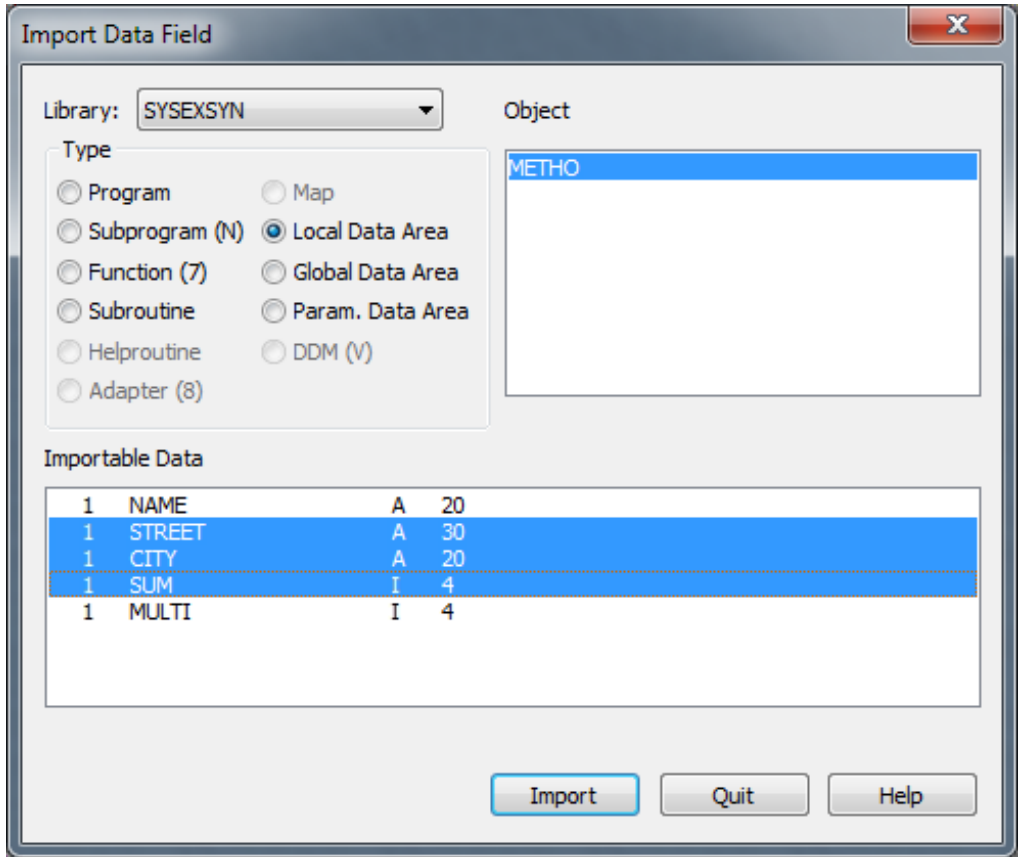 Import Data Field
Library: SYSEXSYN
Object
Type
Program
Map
Subprogram (N)
Local Data Area
Function (7)
Global Data Area
Subroutine
Param. Data Area
Helproutine
DDM (V)
Adapter (8)
METHO
Importable Data
1 NAME A 20
1 STREET A 30
1 CITY A 20
1 SUM I 4
1 MULTI I 4
Import
Quit
Help